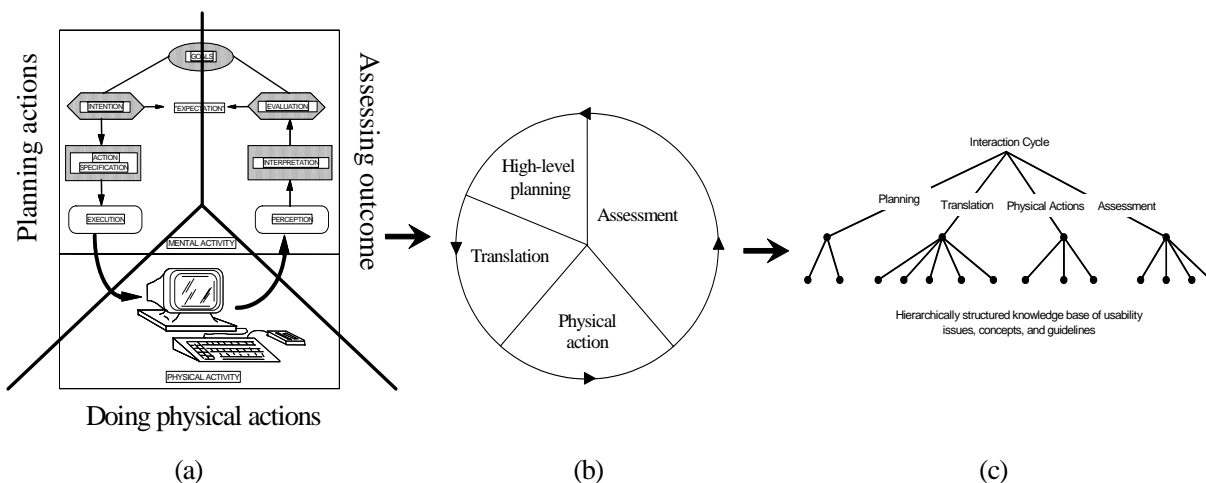 Planning actions
GOALS
INTENTION
"EXPECTATION"
EVALUATION
ACTION
SPECIFICATION
INTERPRETATION
EXECUTION
PERCEPTION
MENTAL ACTIVITY
PHYSICAL ACTIVITY
Assessing outcome
Doing physical actions
(a)
High-level
planning
Assessment
Translation
Physical
action
(b)
Interaction Cycle
Planning
Translation
Physical Actions
Assessment
Hierarchically structured knowledge base of usability
issues, concepts, and guidelines
(c)